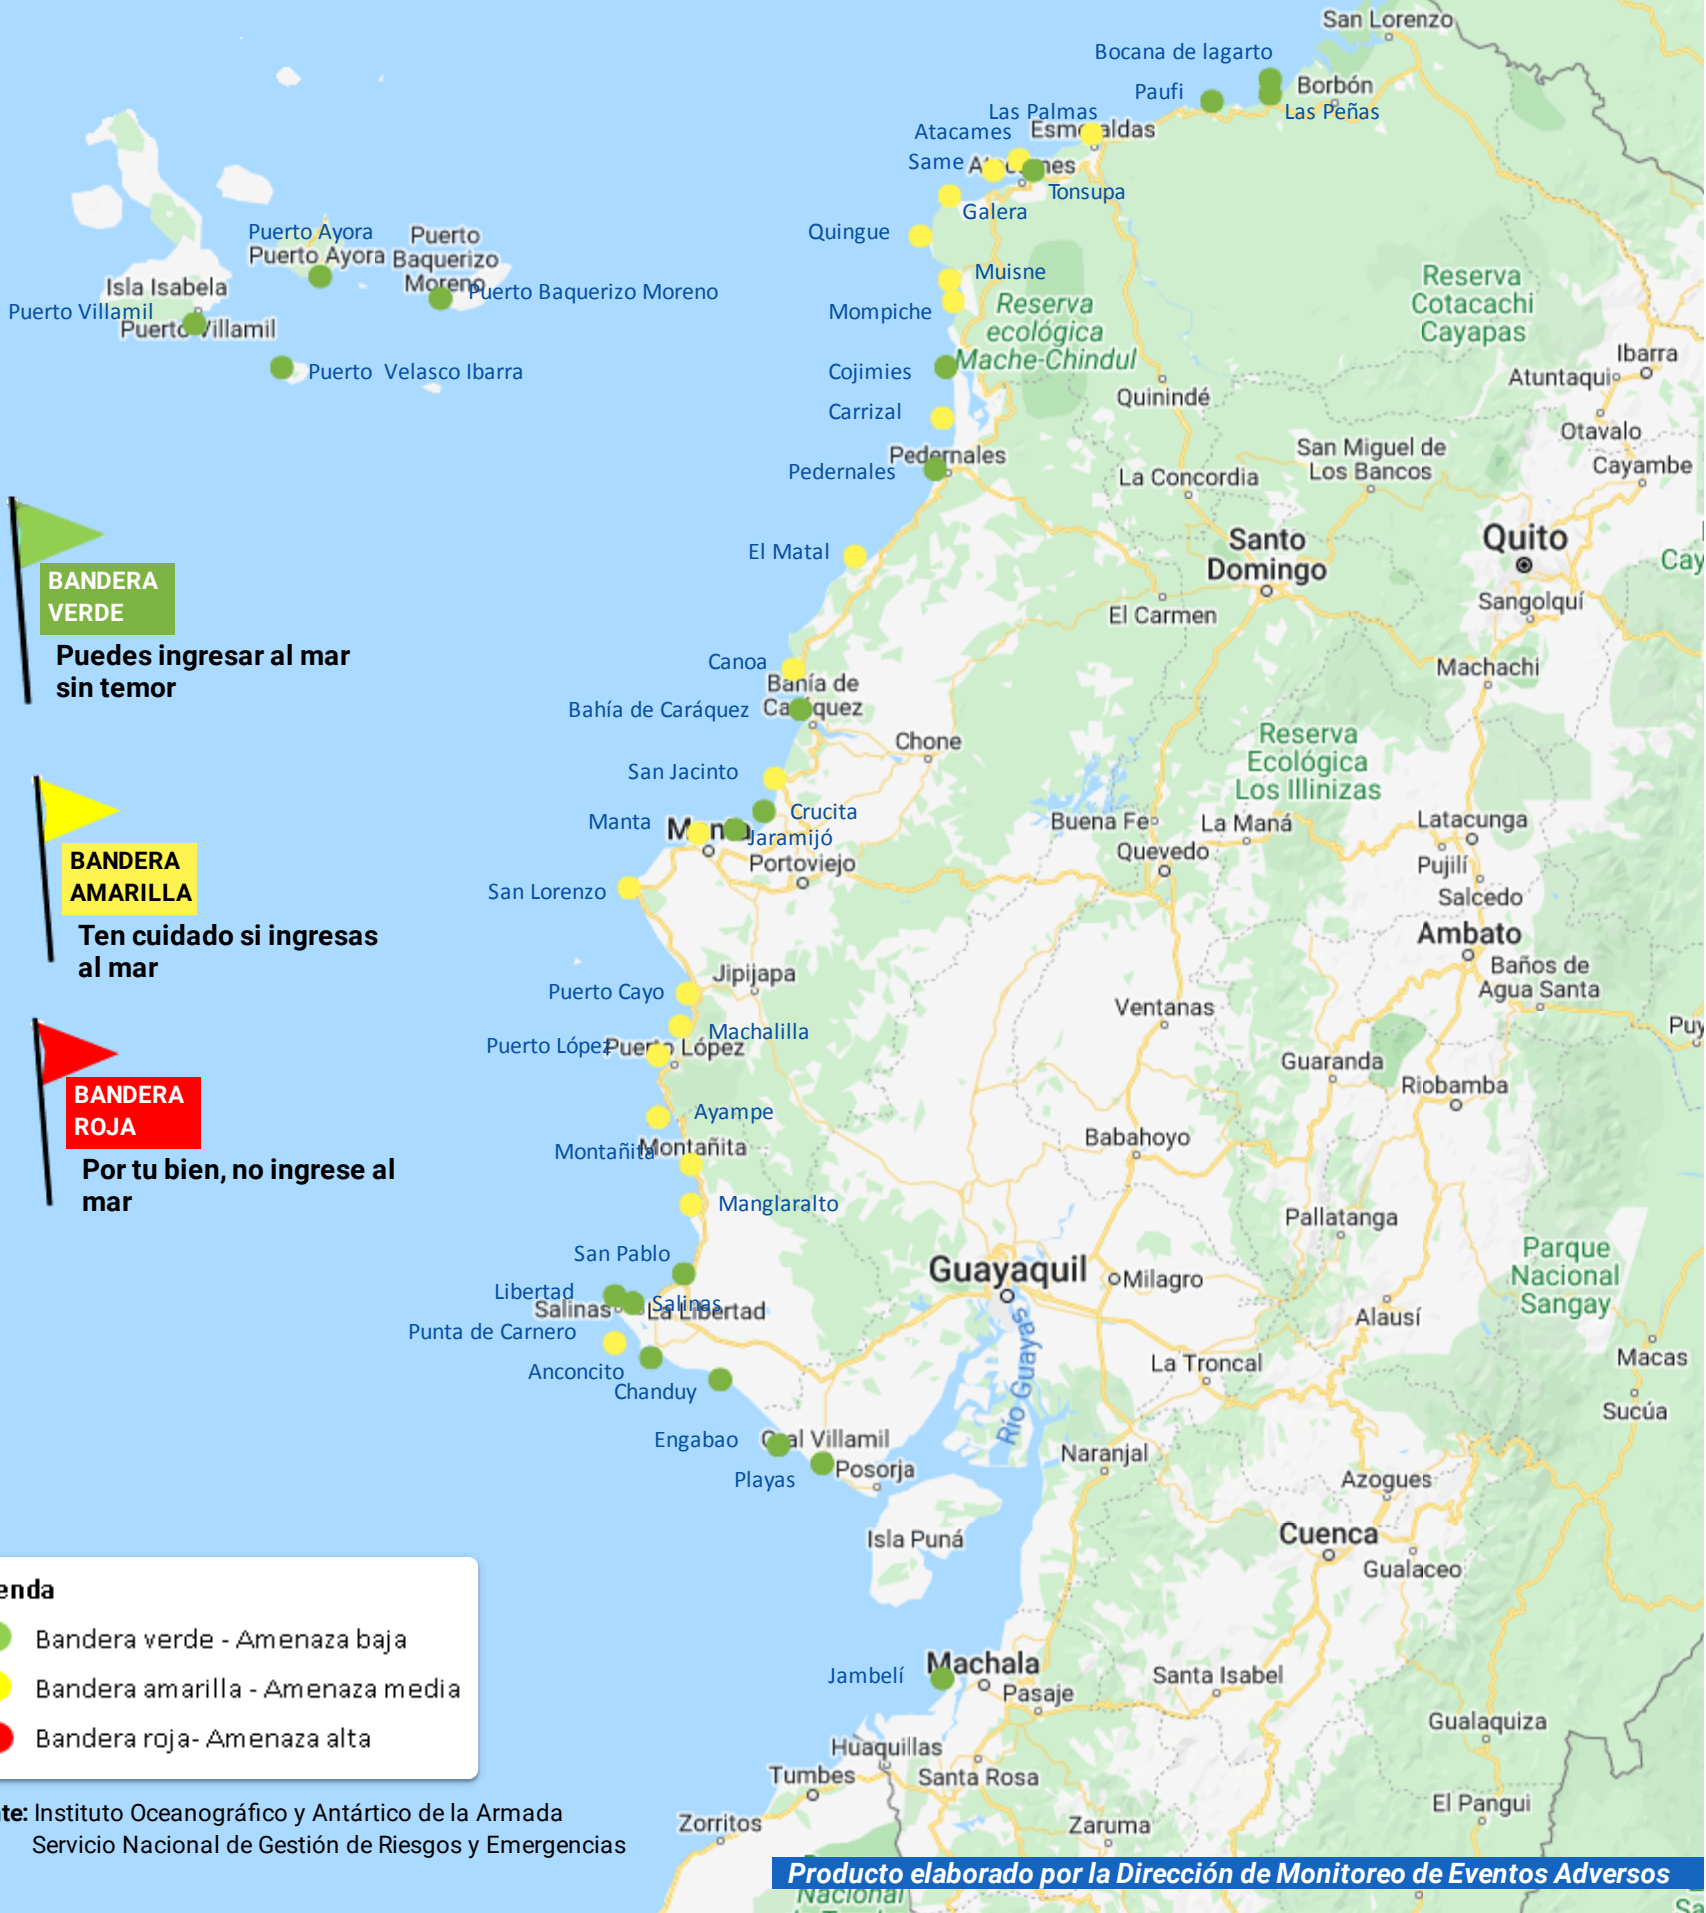 San Lorenzo
Bocana de lagarto
Paufi
Borbón
Las Peñas
Las Palmas
Atacames
Same
Tonsupa
Galera
Quingue
Muisne
Mompiche
Reserva
ecológica
Mache-Chindul
Reserva
Cotacachi
Cayapas
Ibarra
Atuntaqui
Otavalo
Cayambe
Puerto Ayora
Puerto Ayora
Puerto
Baquerizo
Moreno
Puerto Baquerizo Moreno
Isla Isabela
Puerto Villamil
Puerto Villamil
Puerto Velasco Ibarra
Cojimies
Carrizal
Quinindé
Pedernales
Pedernales
La Concordia
San Miguel de
Los Bancos
Quito
Santo
Domingo
Cay
Sangolquí
El Carmen
El Matal
Machachi
BANDERA
VERDE
Puedes ingresar al mar
sin temor
Canoa
Bahía de
Bahía de Caráquez
Chone
Reserva
Ecológica
Los Illinizas
San Jacinto
Crucita
Manta
Jaramijó
Portoviejo
Buena Fe
La Maná
Quevedo
Latacunga
Pujilí
Salcedo
BANDERA
AMARILLA
Ten cuidado si ingresas
al mar
San Lorenzo
Ambato
Baños de
Agua Santa
Jipijapa
Puerto Cayo
Machalilla
Puerto López
Puerto López
Ventanas
Puy
Guaranda
Riobamba
BANDERA
ROJA
Por tu bien, no ingrese al
mar
Ayampe
Montañita
Montañita
Manglaralto
Babahoyo
Pallatanga
San Pablo
Libertad
Salinas
Salinas
La Libertad
Guayaquil
Milagro
Parque
Nacional
Sangay
Alausí
Punta de Carnero
Anconcito
Chanduy
Río Guayas
La Troncal
Macas
Sucúa
Engabao
Playas
Villamil
Posorja
Naranjal
Azogues
Isla Puná
Cuenca
Gualaceo
enda
Bandera verde - Amenaza baja
Bandera amarilla - Amenaza media
Bandera roja- Amenaza alta
Jambelí
Machala
Pasaje
Santa Isabel
Gualaquiza
Huaquillas
Tumbes
Santa Rosa
El Pangui
Zorritos
Zaruma
te: Instituto Oceanográfico y Antártico de la Armada
Servicio Nacional de Gestión de Riesgos y Emergencias
Producto elaborado por la Dirección de Monitoreo de Eventos Adversos
Nacional